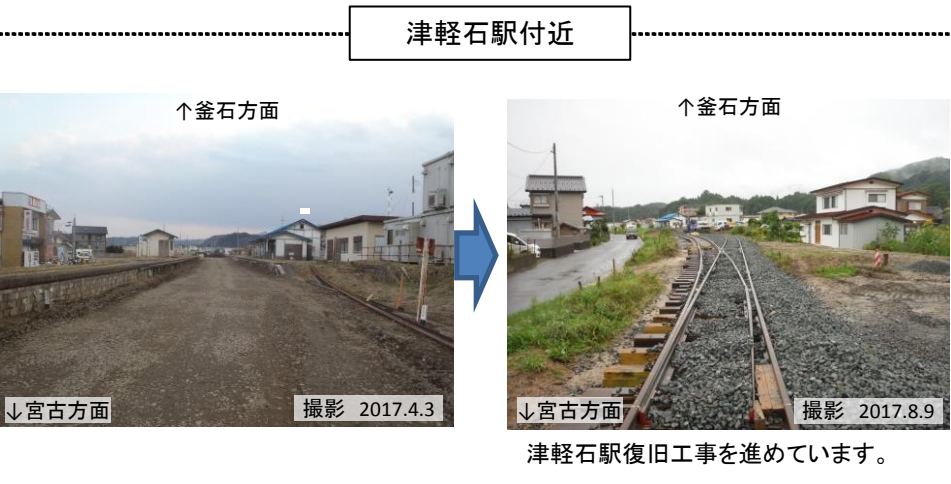 津軽石駅付近
↑釜石方面
↑釜石方面
↓宮古方面
撮影 2017.4.3
↓宮古方面
撮影 2017.8.9
津軽石駅復旧工事を進めています。